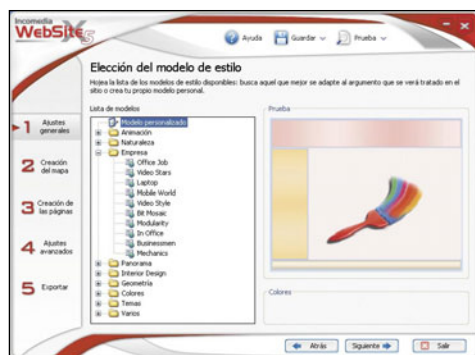 Incomedia
WebSite X5
Ayuda
Guardar
Prueba
Elección del modelo de estilo
Hojea la lista de los modelos de estilo disponibles: busca aquel que mejor se adapte al argumento que se verá tratado en el
sitio o crea tu propio modelo personal.
Lista de modelos
Prueba
1 Ajustes
generales
2 Creación
del mapa
3 Creación de
las páginas
4 Ajustes
avanzados
5 Exportar
Modelo personalizado
Animación
Naturaleza
Empresa
Office Job
Video Stars
Laptop
Mobile World
Video Style
Bit Mosaic
Modularity
In Office
Businessmen
Mechanics
Panorama
Interior Design
Geometría
Colores
Temas
Varios
Colores
Atrás
Siguiente
Salir